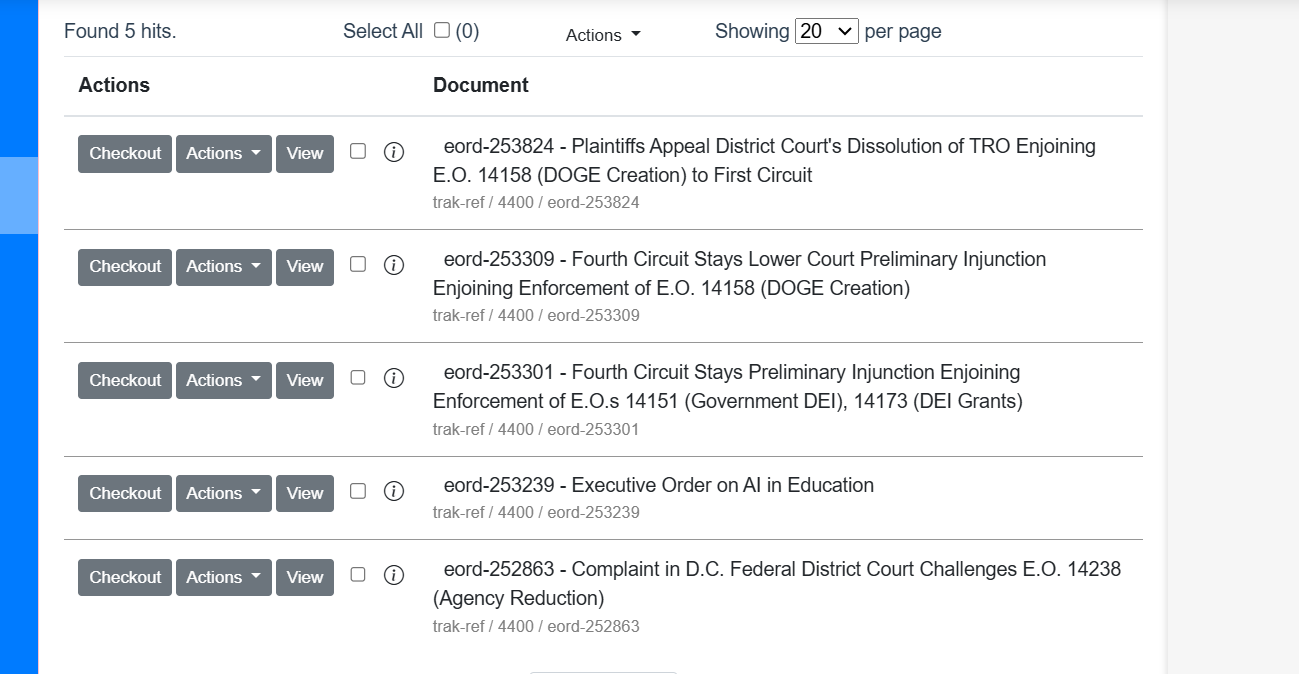 Found 5 hits.
Select All (0)
Actions
Showing 20 per page
Actions
Document
Checkout Actions View
eord-253824 - Plaintiffs Appeal District Court's Dissolution of TRO Enjoining
E.O. 14158 (DOGE Creation) to First Circuit
trak-ref / 4400 / eord-253824
Checkout Actions View
eord-253309 - Fourth Circuit Stays Lower Court Preliminary Injunction
Enjoining Enforcement of E.O. 14158 (DOGE Creation)
trak-ref / 4400 / eord-253309
Checkout Actions View
eord-253301 - Fourth Circuit Stays Preliminary Injunction Enjoining
Enforcement of E.O.s 14151 (Government DEI), 14173 (DEI Grants)
trak-ref / 4400 / eord-253301
Checkout Actions View
eord-253239 - Executive Order on AI in Education
trak-ref / 4400 / eord-253239
Checkout Actions View
eord-252863 - Complaint in D.C. Federal District Court Challenges E.O. 14238
(Agency Reduction)
trak-ref / 4400 / eord-252863